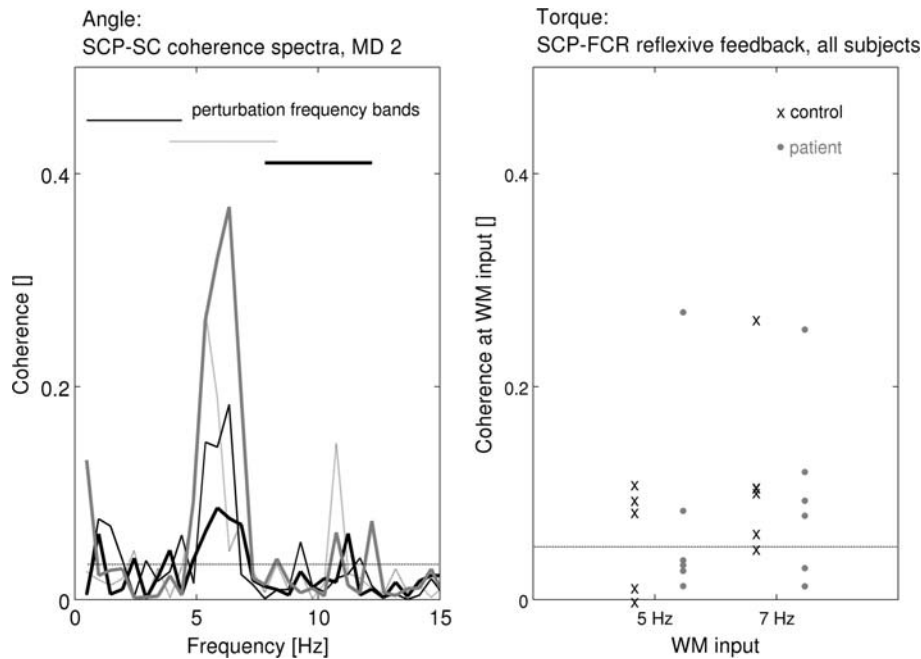 Angle:
SCP-SC coherence spectra, MD 2
perturbation frequency bands
Coherence []
0.4
0.2
0
0
5
10
15
Frequency [Hz]
Torque:
SCP-FCR reflexive feedback, all subjects
x control
patient
Coherence at WM input []
0.4
0.2
0
5 Hz
7 Hz
WM input